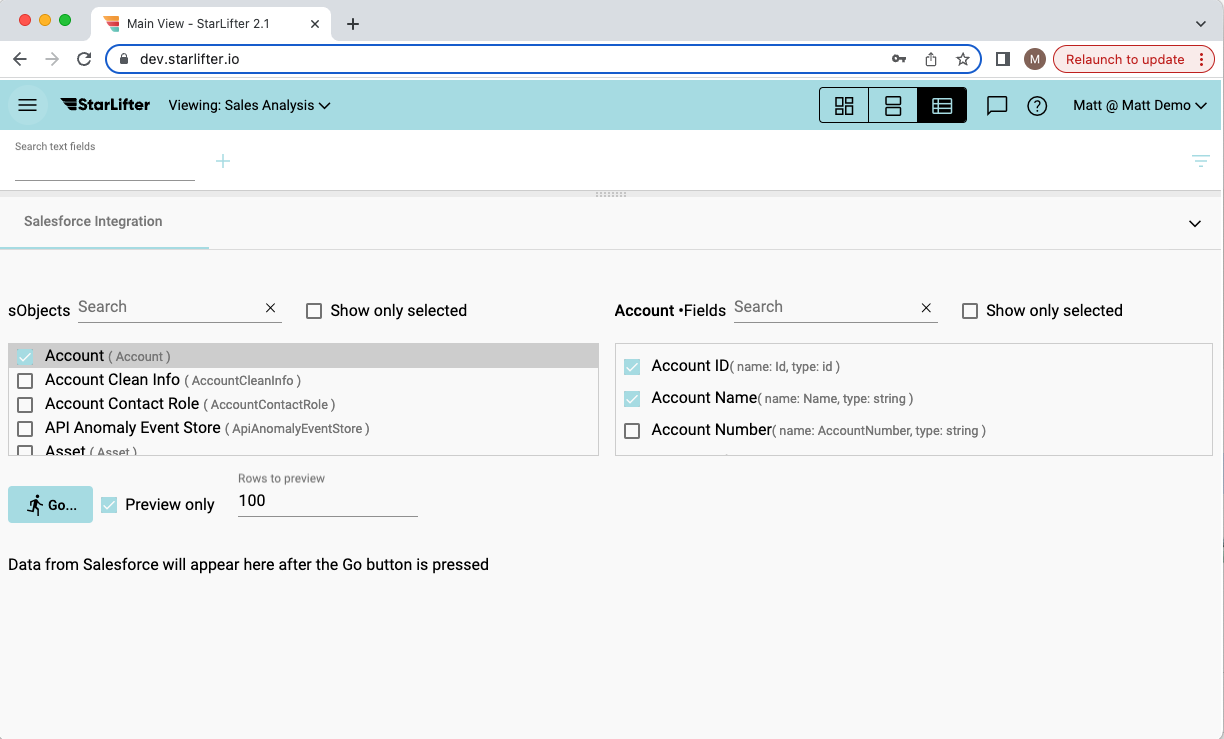 Main View - StarLifter 2.1
dev.starlifter.io
M
Relaunch to update
StarLifter
Viewing: Sales Analysis
Matt @ Matt Demo
Search text fields
Salesforce Integration
sObjects Search
Show only selected
Account •Fields Search
Show only selected
Account ( Account )
Account Clean Info ( AccountCleanInfo )
Account Contact Role ( AccountContactRole )
API Anomaly Event Store ( ApiAnomalyEventStore )
Asset ( Asset )
Account ID( name: Id, type: id )
Account Name( name: Name, type: string )
Account Number( name: AccountNumber, type: string )
Go...
Preview only
Rows to preview
100
Data from Salesforce will appear here after the Go button is pressed